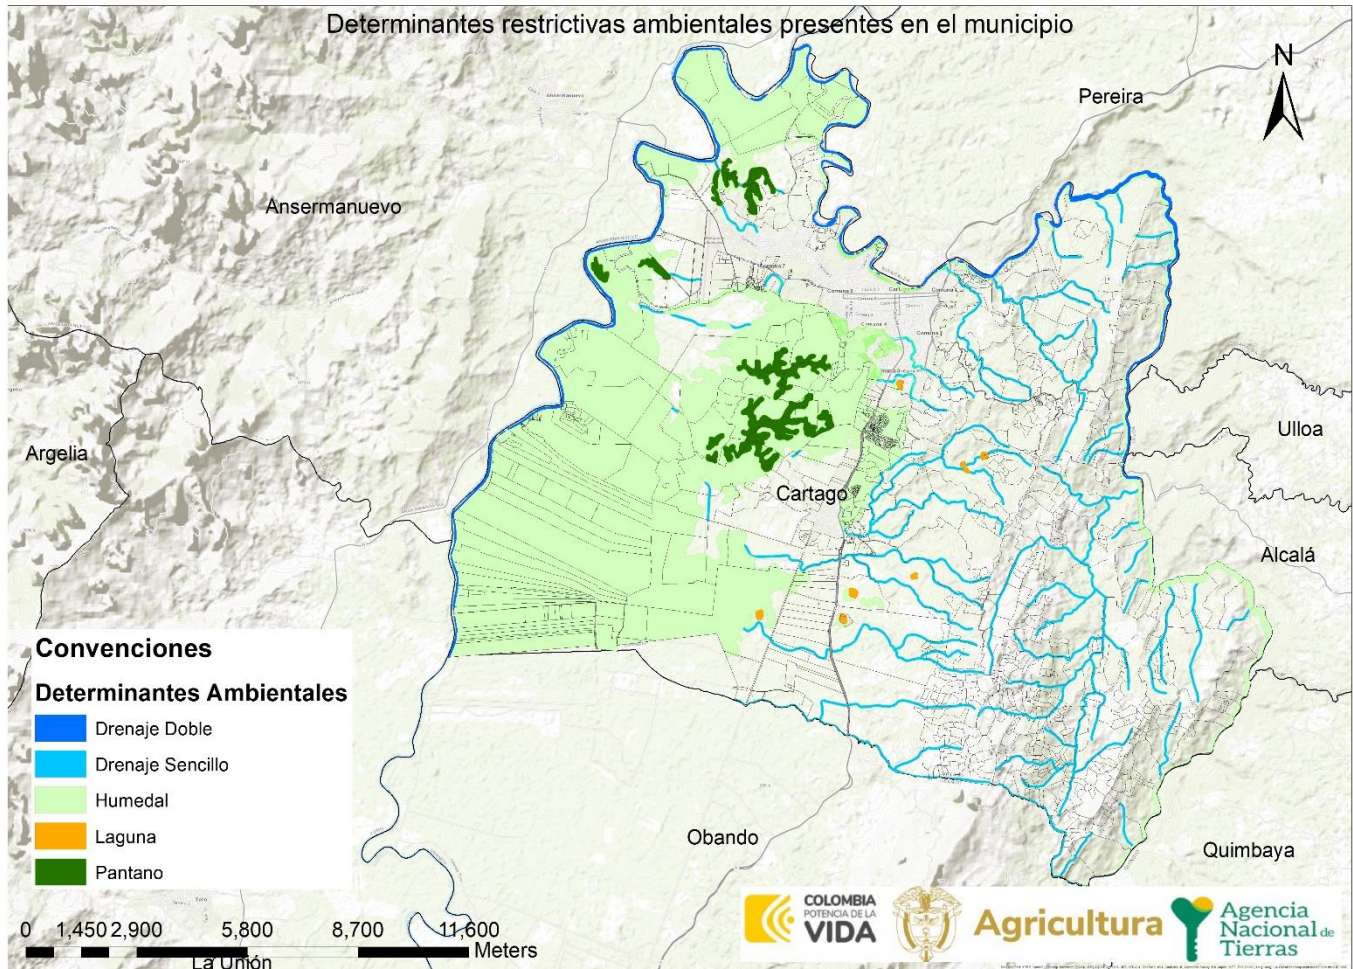 Determinantes restrictivas ambientales presentes en el municipio
N
Pereira
Ansermanuevo
Ulloa
Argelia
Cartago
Alcalá
Obando
Quimbaya
La Unión
Convenciones
Determinantes Ambientales
Drenaje Doble
Drenaje Sencillo
Humedal
Laguna
Pantano
0 1,450 2,900 5,800 8,700 11,600
Meters
COLOMBIA
POTENCIA DE LA
VIDA
Agricultura
Agencia
Nacional de
Tierras